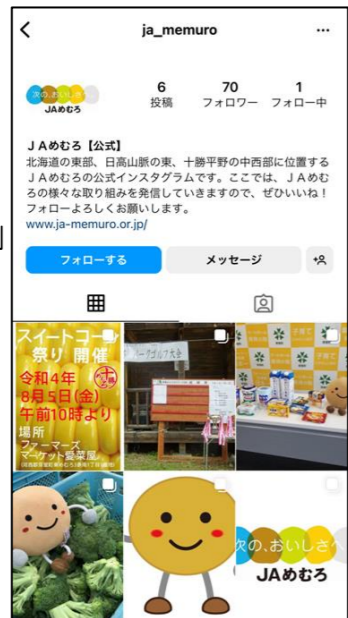 ja_memuro
次の、おいしさへ
JAめむろ
6
投稿
70
フォロワー
1
フォロー中
JAめむろ【公式】
北海道の東部、日高山脈の東、十勝平野の中西部に位置する
JAめむろの公式インスタグラムです。ここでは、JAめむ
ろの様々な取り組みを発信していきますので、ぜひいいね！
フォローよろしくお願いします。
www.ja-memuro.or.jp/
フォローする
メッセージ
スイートコーン
祭り 開催
令和4年
8月5日(金)
午前10時より
場所
ファーマーズ
マーケット愛菜屋
ークゴルフ大会
子育て
次の、おいしさへ
JAめむろ